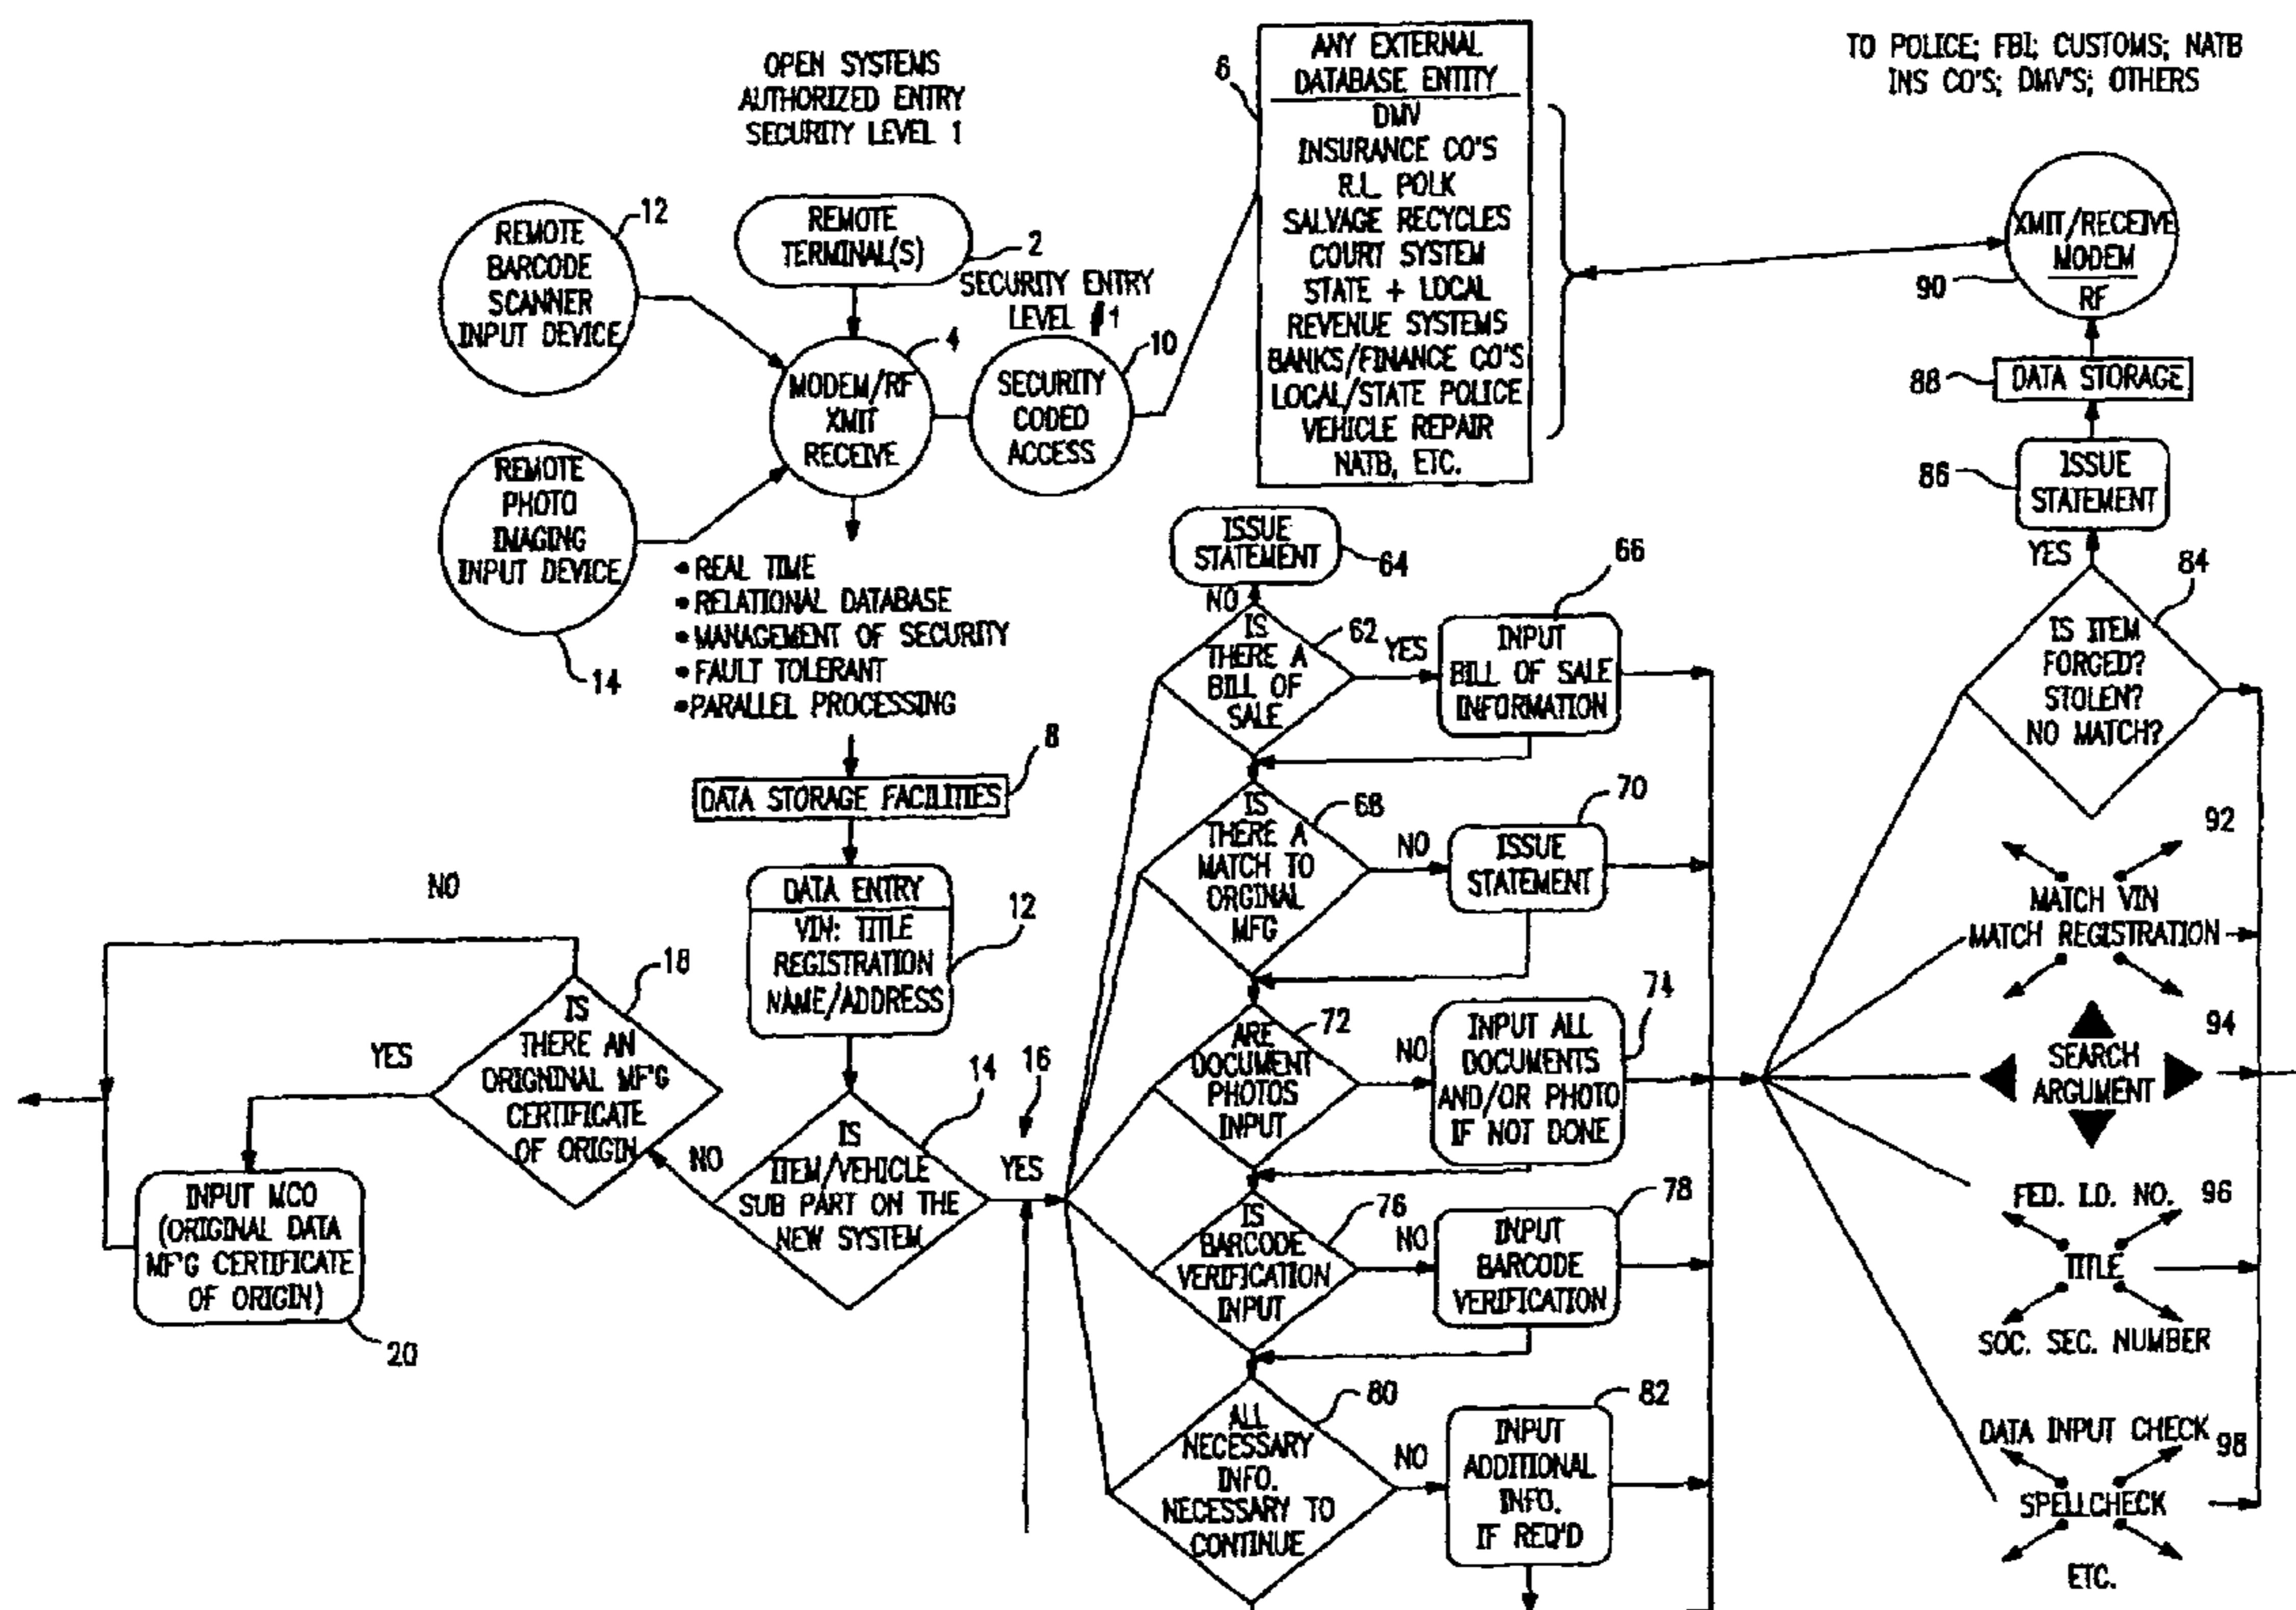 OPEN SYSTEMS
AUTHORIZED ENTRY
SECURITY LEVEL 1
REMOTE
BARCODE
SCANNER
INPUT DEVICE
12
REMOTE
TERMINAL(S)
2
SECURITY ENTRY
LEVEL #1
MODEM/RF
XMIT
RECEIVE
4
SECURITY
CODED
ACCESS
10
REMOTE
PHOTO
IMAGING
INPUT DEVICE
14
• REAL TIME
• RELATIONAL DATABASE
• MANAGEMENT OF SECURITY
• FAULT TOLERANT
• PARALLEL PROCESSING
6
ANY EXTERNAL
DATABASE ENTITY
DMV
INSURANCE CO'S
R.L. POLK
SALVAGE RECYCLES
COURT SYSTEM
STATE + LOCAL
REVENUE SYSTEMS
BANKS/FINANCE CO'S
LOCAL/STATE POLICE
VEHICLE REPAIR
NATB, ETC.
TO POLICE; FBI; CUSTOMS; NATB
INS CO'S; DMV'S; OTHERS
XMIT/RECEIVE
MODEM
RF
90
DATA STORAGE
88
ISSUE
STATEMENT
86
YES
IS ITEM
FORGED?
STOLEN?
NO MATCH?
84
DATA STORAGE FACILITIES
8
DATA ENTRY
VIN: TITLE
REGISTRATION
NAME/ADDRESS
12
IS
ITEM/VEHICLE
SUB PART ON THE
NEW SYSTEM
14
NO
YES
16
IS
THERE AN
ORIGNINAL MF'G
CERTIFICATE
OF ORIGIN
18
NO
YES
INPUT MCO
(ORIGINAL DATA
MF'G CERTIFICATE
OF ORIGIN)
20
ISSUE
STATEMENT
64
NO
IS
THERE A
BILL OF
SALE
62
YES
INPUT
BILL OF SALE
INFORMATION
66
IS
THERE A
MATCH TO
ORGINAL
MFG
68
NO
ISSUE
STATEMENT
70
ARE
DOCUMENT
PHOTOS
INPUT
72
NO
INPUT ALL
DOCUMENTS
AND/OR PHOTO
IF NOT DONE
74
IS
BARCODE
VERIFICATION
INPUT
76
NO
INPUT
BARCODE
VERIFICATION
78
ALL
NECESSARY
INFO.
NECESSARY TO
CONTINUE
80
NO
INPUT
ADDITIONAL
INFO.
IF REQ'D
82
92
MATCH VIN
MATCH REGISTRATION
94
SEARCH
ARGUMENT
FED. I.D. NO.
96
TITLE
SOC. SEC. NUMBER
DATA INPUT CHECK
98
SPELLCHECK
ETC.